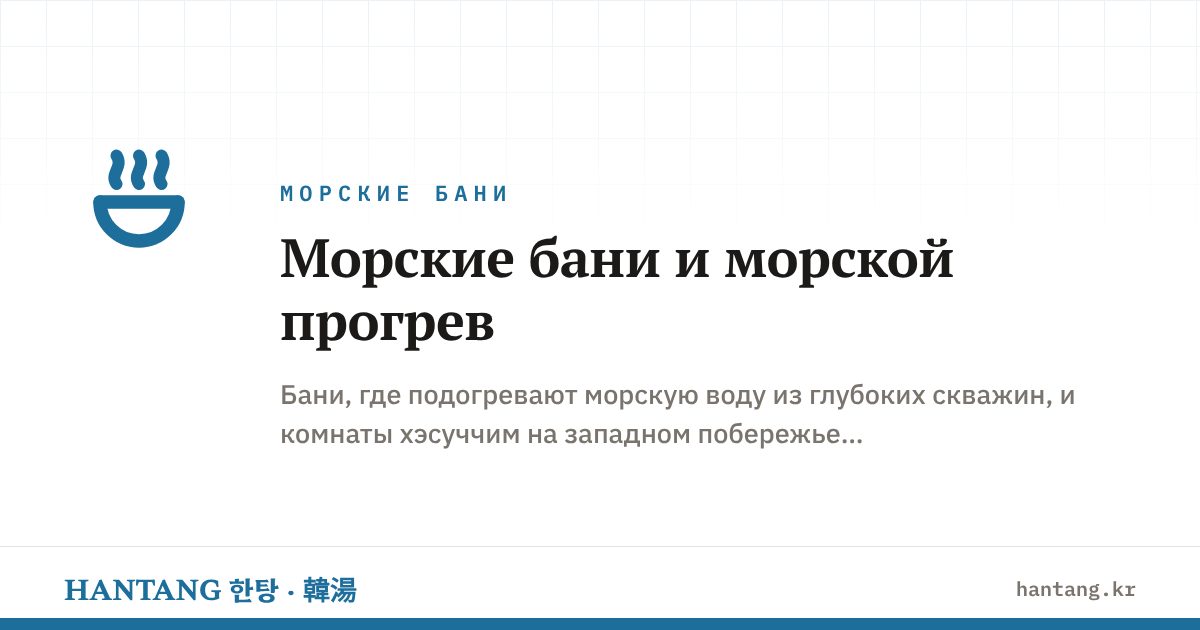 МОРСКИЕ БАНИ
Морские бани и морской
прогрев
Бани, где подогревают морскую воду из глубоких скважин, и
комнаты хэсуччим на западном побережье...
HANTANG 한탕 · 韓湯
hantang.kr